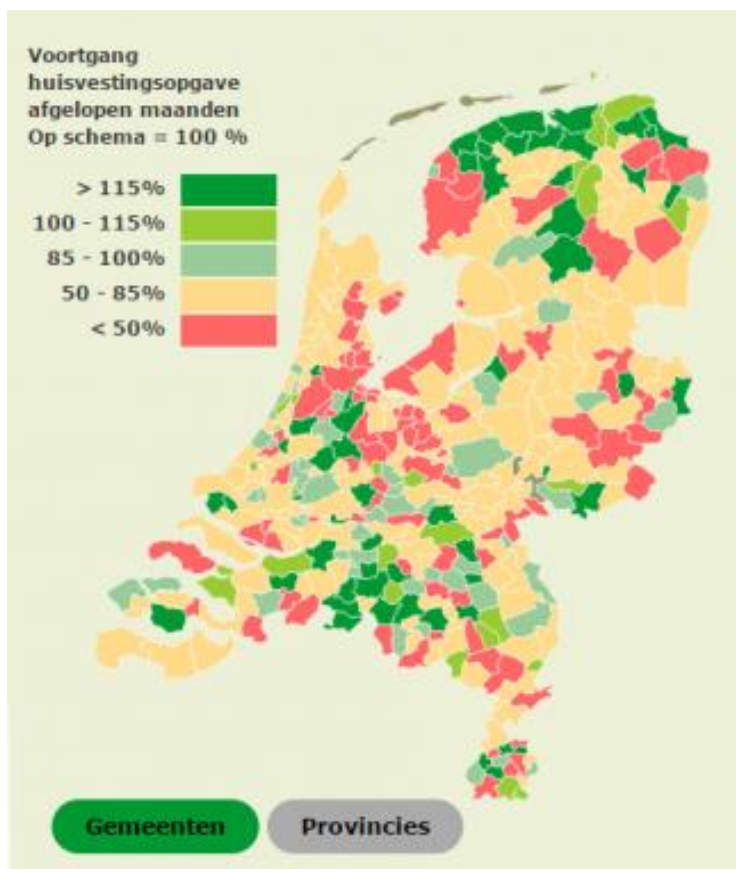 Voortgang
huisvestingsopgave
afgelopen maanden
Op schema = 100 %
> 115%
100 - 115%
85 - 100%
50 - 85%
< 50%
Gemeenten
Provincies